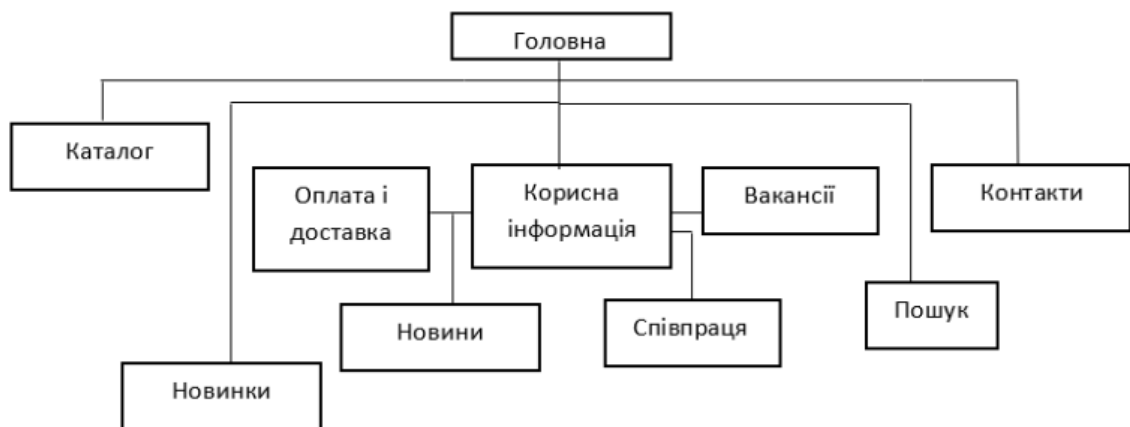 Головна
Каталог
Оплата і
доставка
Корисна
інформація
Вакансії
Контакти
Новини
Співпраця
Пошук
Новинки